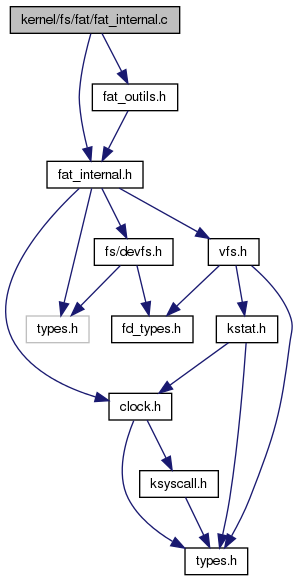 kernel/fs/fat/fat_internal.c
fat_outils.h
fat_internal.h
fs/devfs.h
vfs.h
types.h
fd_types.h
kstat.h
clock.h
ksyscall.h
types.h